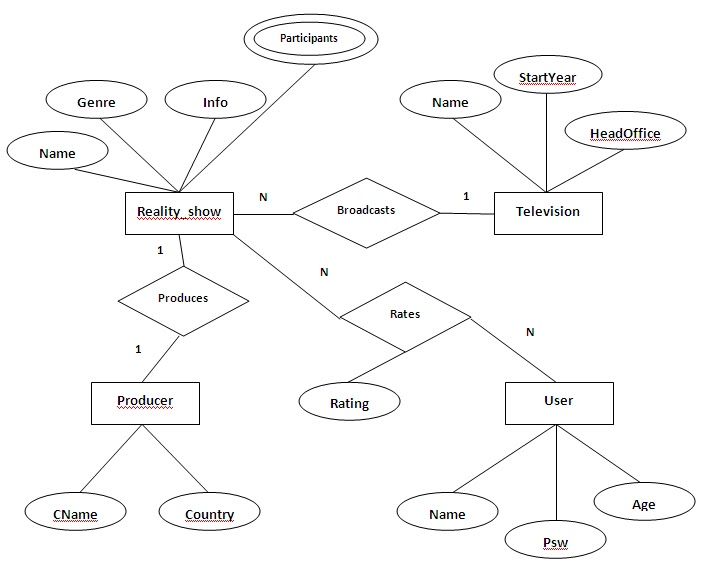 Participants
StartYear
Genre
Info
Name
HeadOffice
Name
N
1
Reality_show
Broadcasts
Television
1
N
Produces
Rates
N
1
Producer
Rating
User
CName
Country
Name
Age
Psw